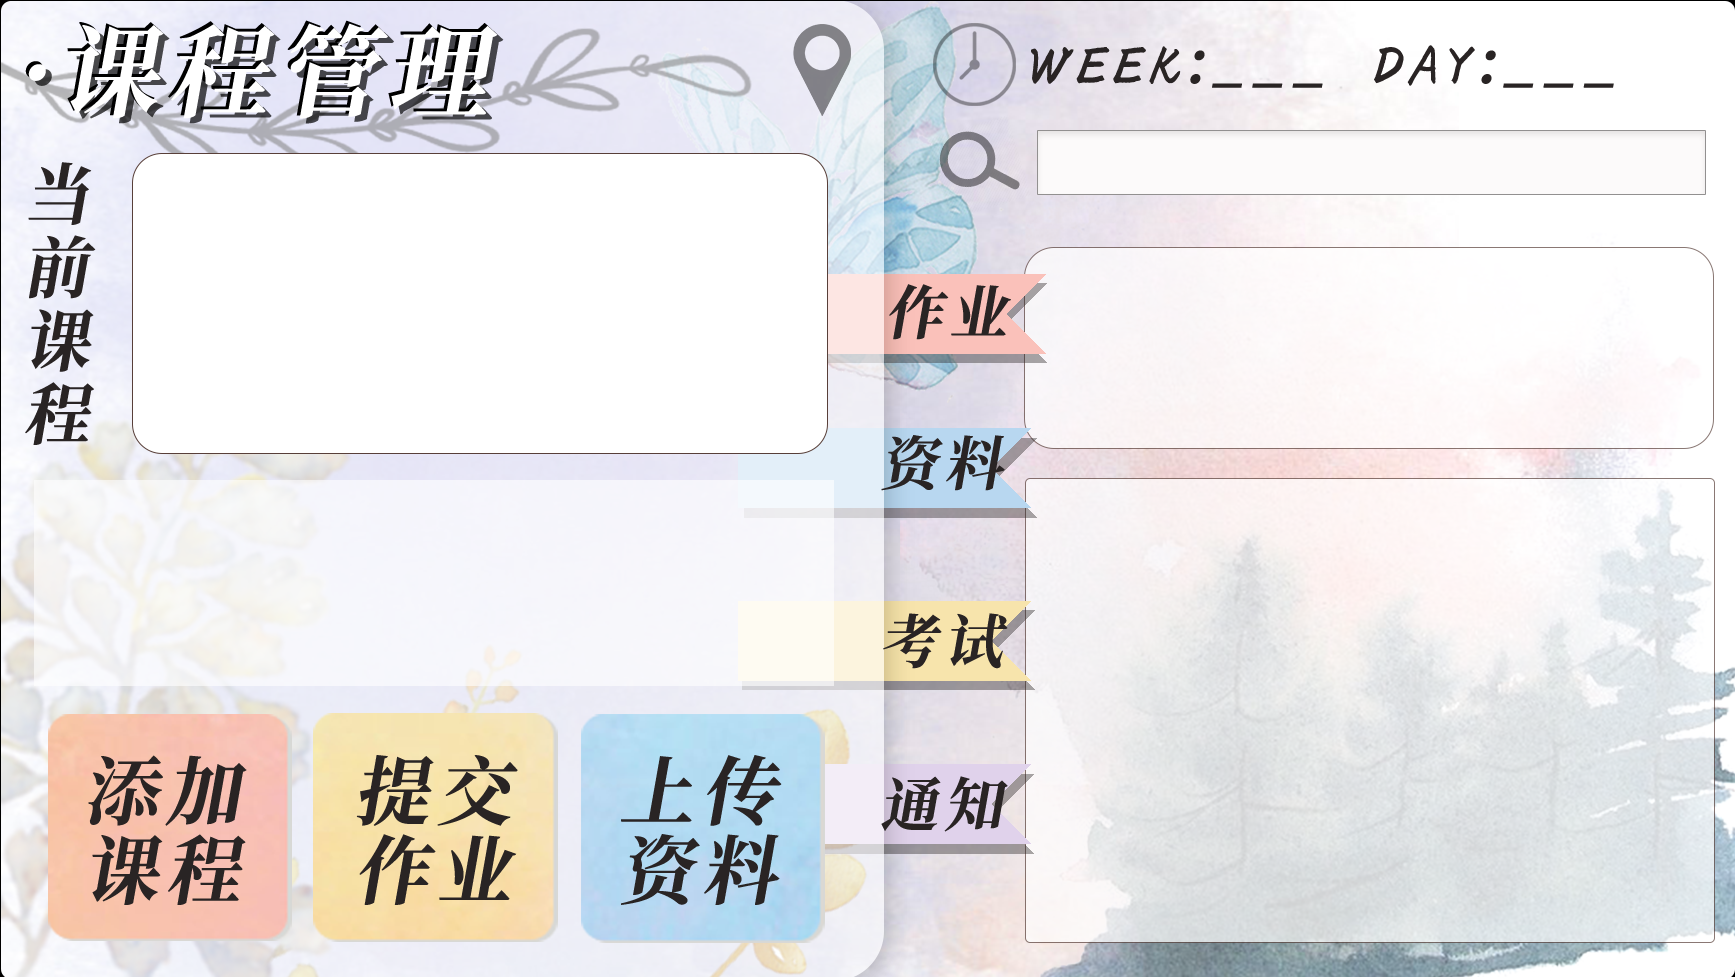 ·课程管理
WEEK:___ DAY:___
当前课程
作业
资料
考试
通知
添加
课程
提交
作业
上传
资料